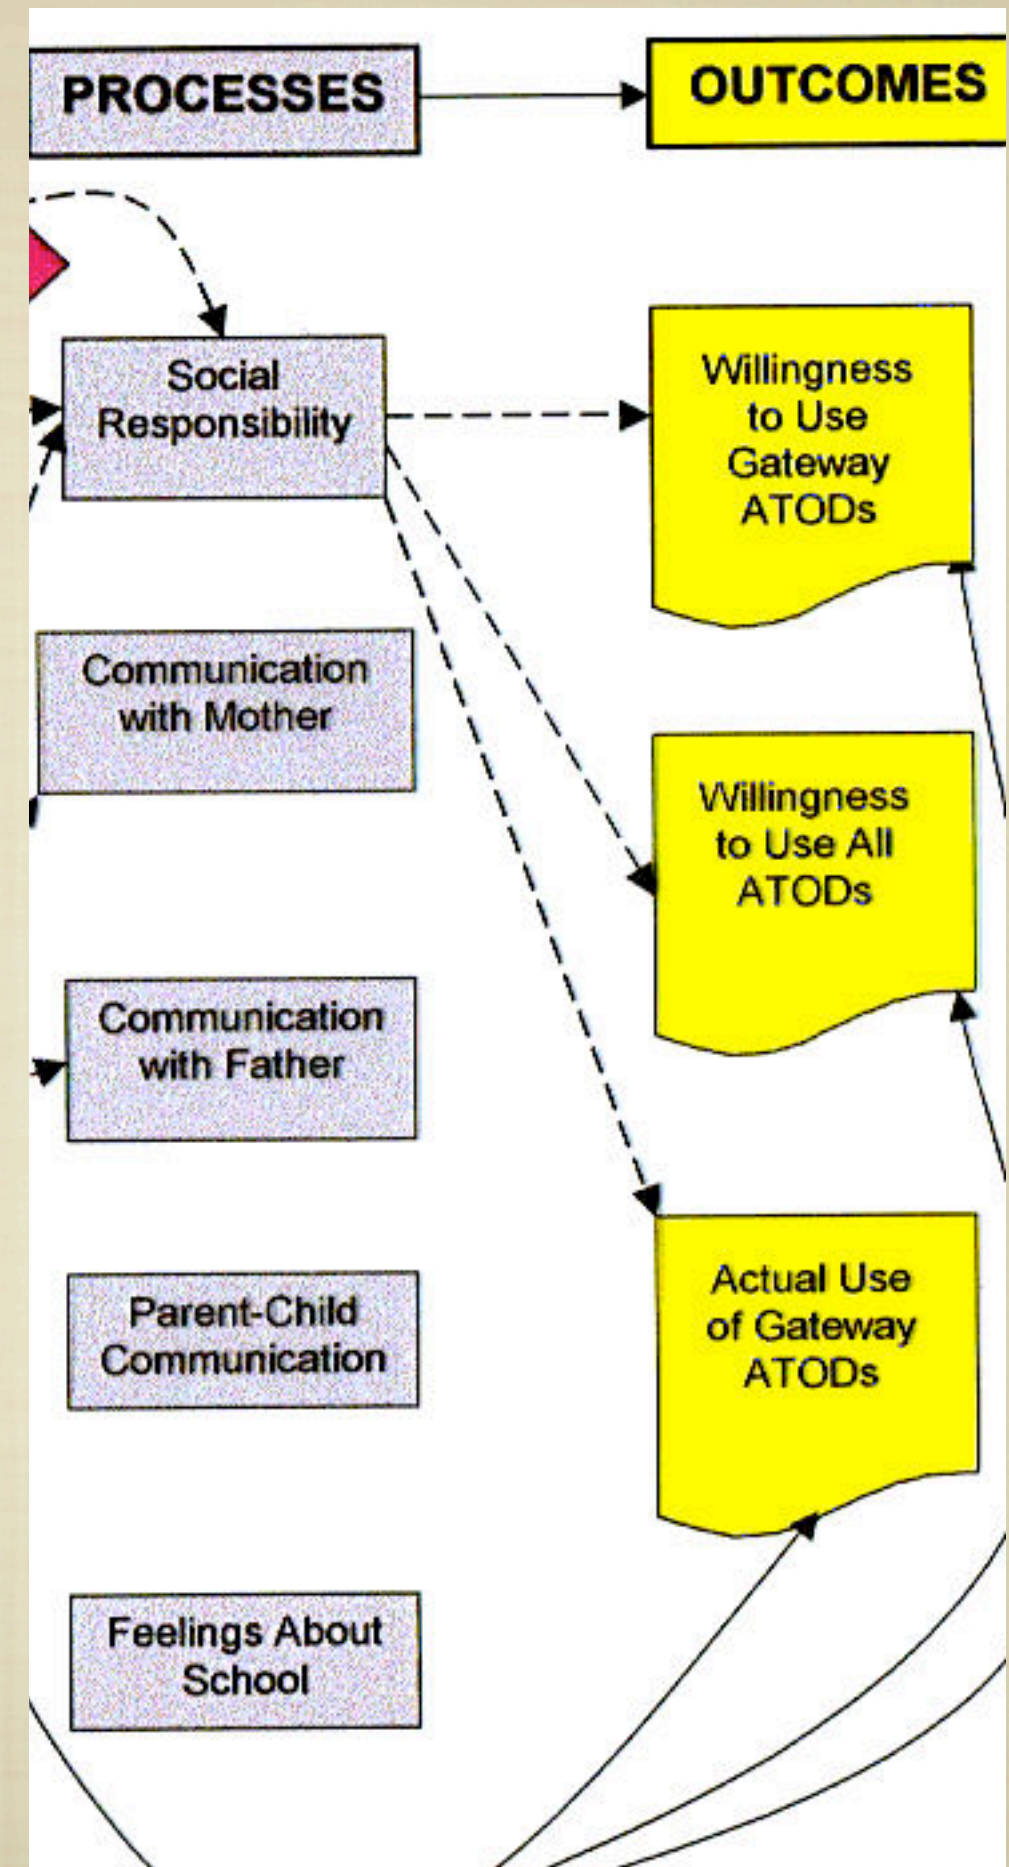 PROCESSES
OUTCOMES
Social
Responsibility
Willingness
to Use
Gateway
ATODs
Communication
with Mother
Willingness
to Use All
ATODs
Communication
with Father
Actual Use
of Gateway
ATODs
Parent-Child
Communication
Feelings About
School